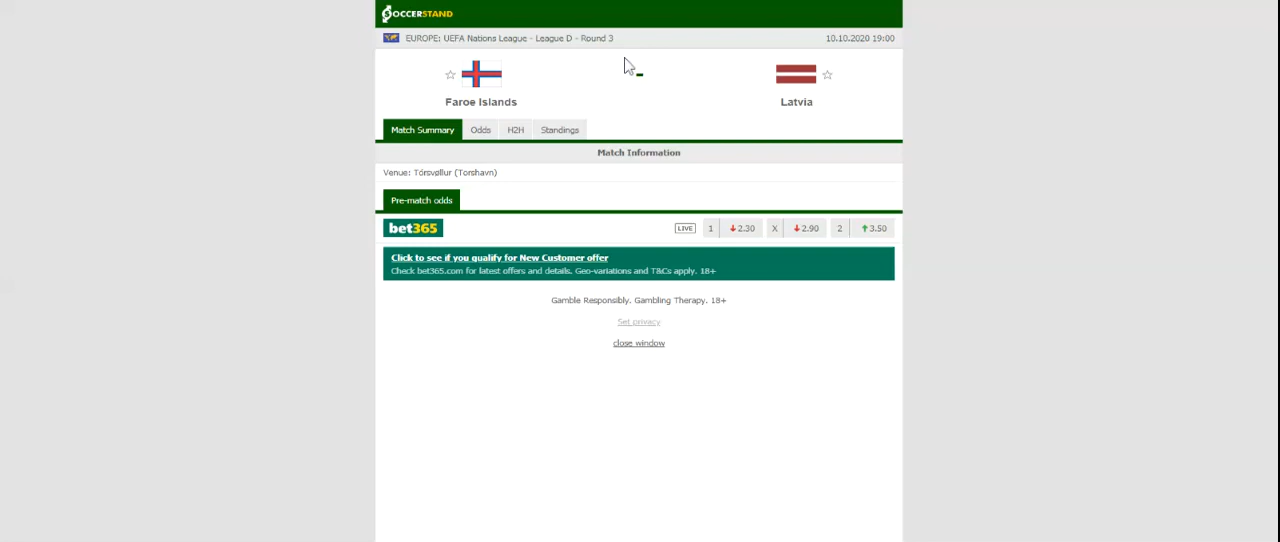 SOCCERSTAND
EUROPE: UEFA Nations League - League D - Round 3 10.10.2020 19:00
-
Faroe Islands Latvia
Match Summary Odds H2H Standings
Match Information
Venue: Tórsvøllur (Torshavn)
Pre-match odds
bet365 LIVE 1 2.30 X 2.90 2 3.50
Click to see if you qualify for New Customer offer
Check bet365.com for latest offers and details. Geo-variations and T&Cs apply. 18+
Gamble Responsibly. Gambling Therapy. 18+
Set privacy
close window